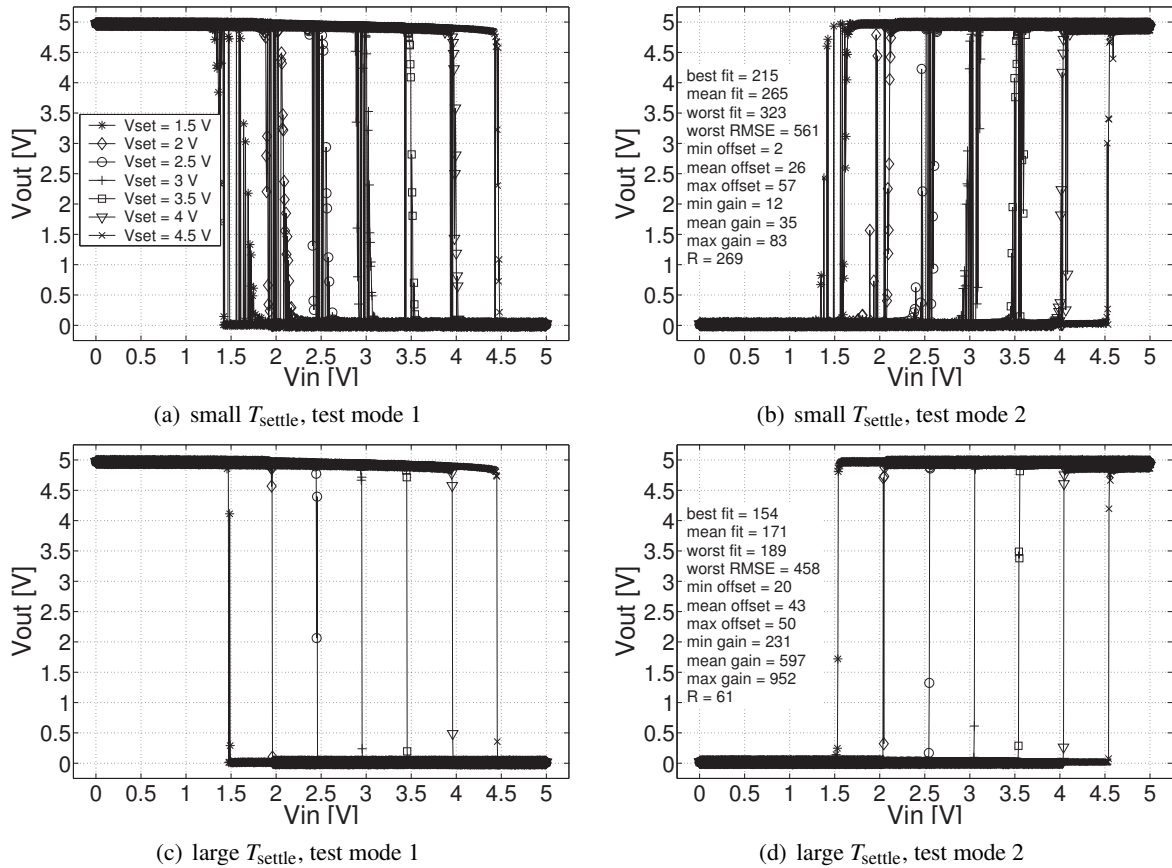 5
4.5
4
3.5
3
2.5
2
1.5
1
0.5
0
Vout [V]
Vset = 1.5 V
Vset = 2 V
Vset = 2.5 V
Vset = 3 V
Vset = 3.5 V
Vset = 4 V
Vset = 4.5 V
0 0.5 1 1.5 2 2.5 3 3.5 4 4.5 5
Vin [V]
(a) small Tsettle, test mode 1
5
4.5
4
3.5
3
2.5
2
1.5
1
0.5
0
Vout [V]
best fit = 215
mean fit = 265
worst fit = 323
worst RMSE = 561
min offset = 2
mean offset = 26
max offset = 57
min gain = 12
mean gain = 35
max gain = 83
R = 269
0 0.5 1 1.5 2 2.5 3 3.5 4 4.5 5
Vin [V]
(b) small Tsettle, test mode 2
5
4.5
4
3.5
3
2.5
2
1.5
1
0.5
0
Vout [V]
0 0.5 1 1.5 2 2.5 3 3.5 4 4.5 5
Vin [V]
(c) large Tsettle, test mode 1
5
4.5
4
3.5
3
2.5
2
1.5
1
0.5
0
Vout [V]
best fit = 154
mean fit = 171
worst fit = 189
worst RMSE = 458
min offset = 20
mean offset = 43
max offset = 50
min gain = 231
mean gain = 597
max gain = 952
R = 61
0 0.5 1 1.5 2 2.5 3 3.5 4 4.5 5
Vin [V]
(d) large Tsettle, test mode 2